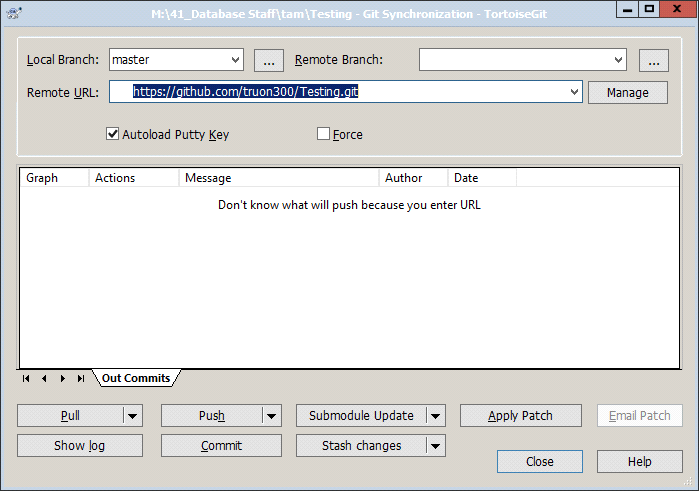 M:\41_Database Staff\tam\Testing - Git Synchronization - TortoiseGit
Local Branch: master ... Remote Branch: ...
Remote URL: https://github.com/truon300/Testing.git Manage
Autoload Putty Key Force
Graph Actions Message Author Date
Don't know what will push because you enter URL
Out Commits
Pull Push Submodule Update Apply Patch Email Patch
Show log Commit Stash changes
Close Help